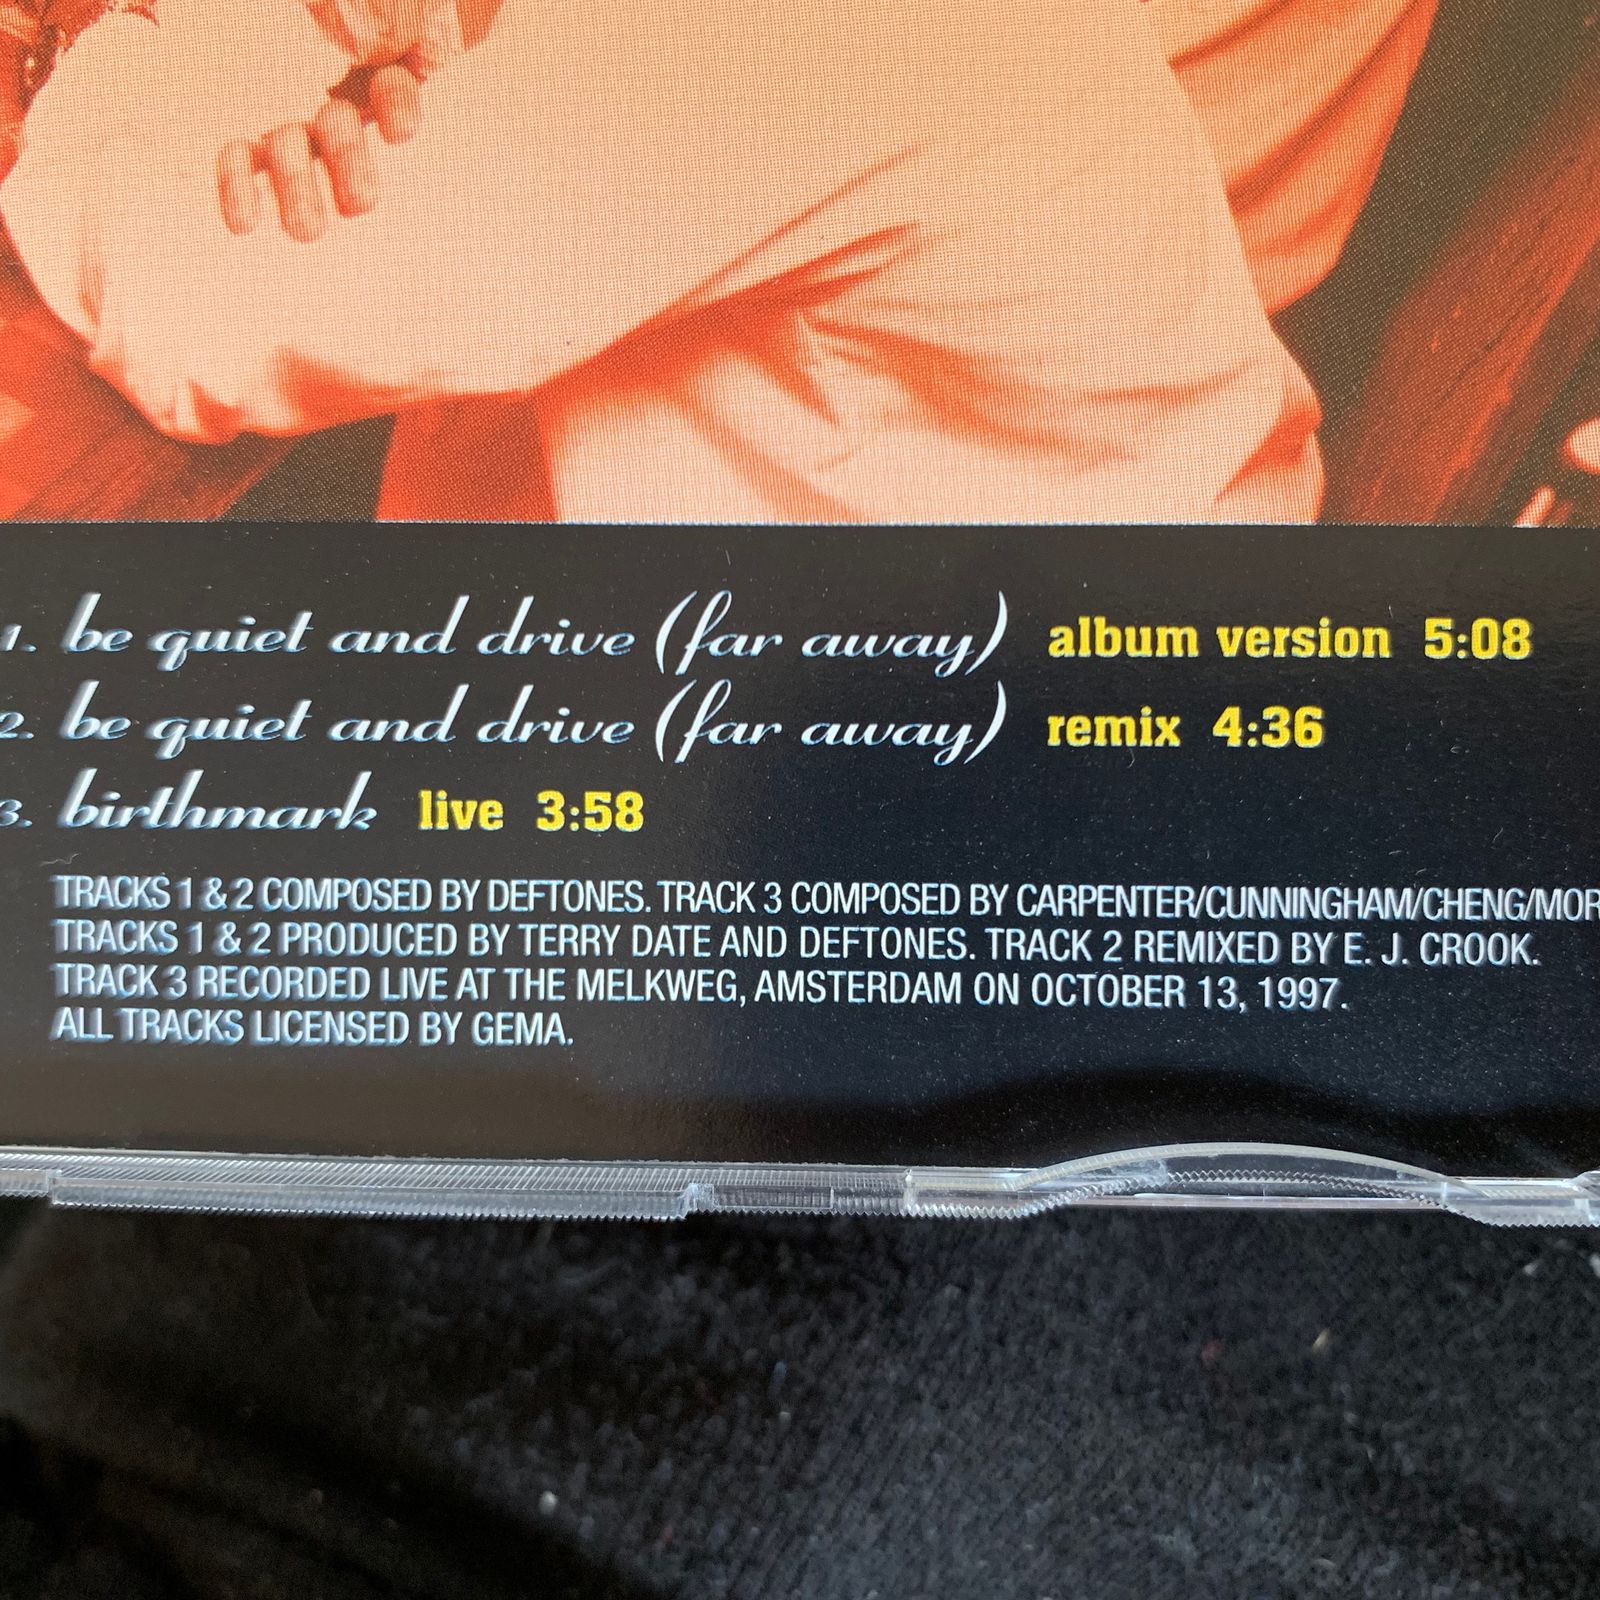 1. be quiet and drive (far away) album version 5:08
2. be quiet and drive (far away) remix 4:36
3. birthmark live 3:58
TRACKS 1 & 2 COMPOSED BY DEFTONES. TRACK 3 COMPOSED BY CARPENTER/CUNNINGHAM/CHENG/MOR
TRACKS 1 & 2 PRODUCED BY TERRY DATE AND DEFTONES. TRACK 2 REMIXED BY E. J. CROOK.
TRACK 3 RECORDED LIVE AT THE MELKWEG, AMSTERDAM ON OCTOBER 13, 1997.
ALL TRACKS LICENSED BY GEMA.